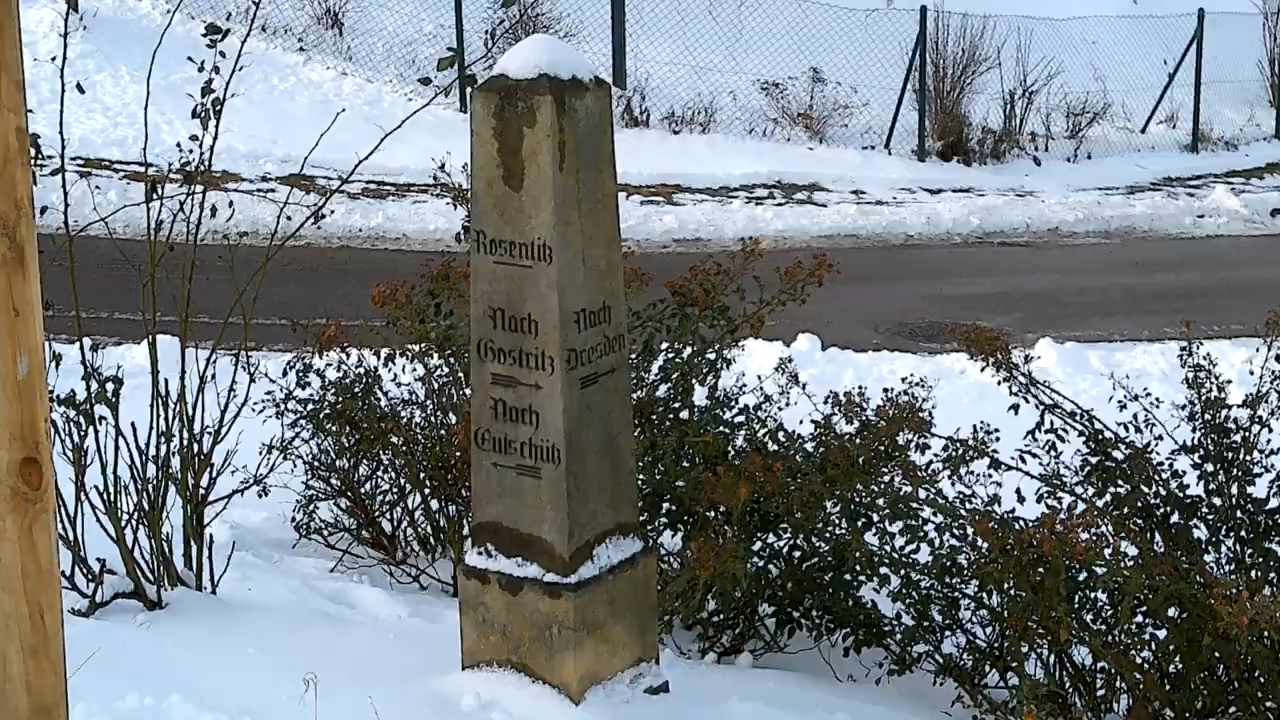 Rosentitz
Nach
Gostritz
Nach
Eutschütz
Nach
Dresden